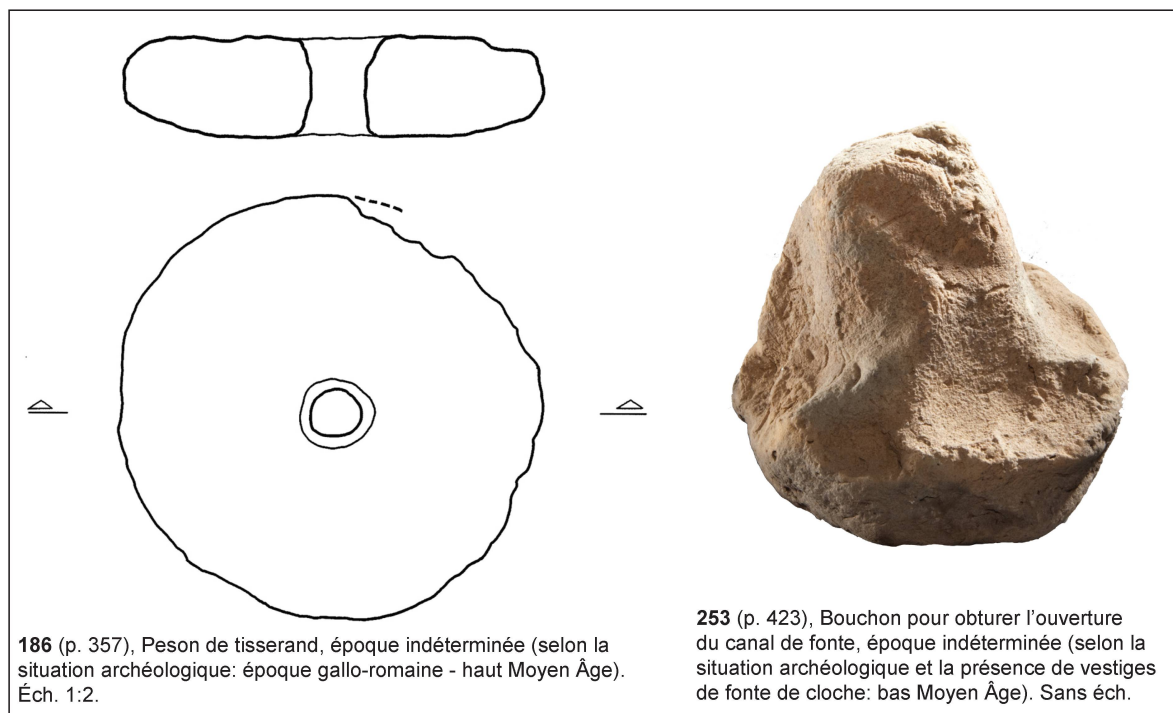 186 (p. 357), Peson de tisserand, époque indéterminée (selon la
situation archéologique: époque gallo-romaine - haut Moyen Âge).
Éch. 1:2.
253 (p. 423), Bouchon pour obturer l’ouverture
du canal de fonte, époque indéterminée (selon la
situation archéologique et la présence de vestiges
de fonte de cloche: bas Moyen Âge). Sans éch.